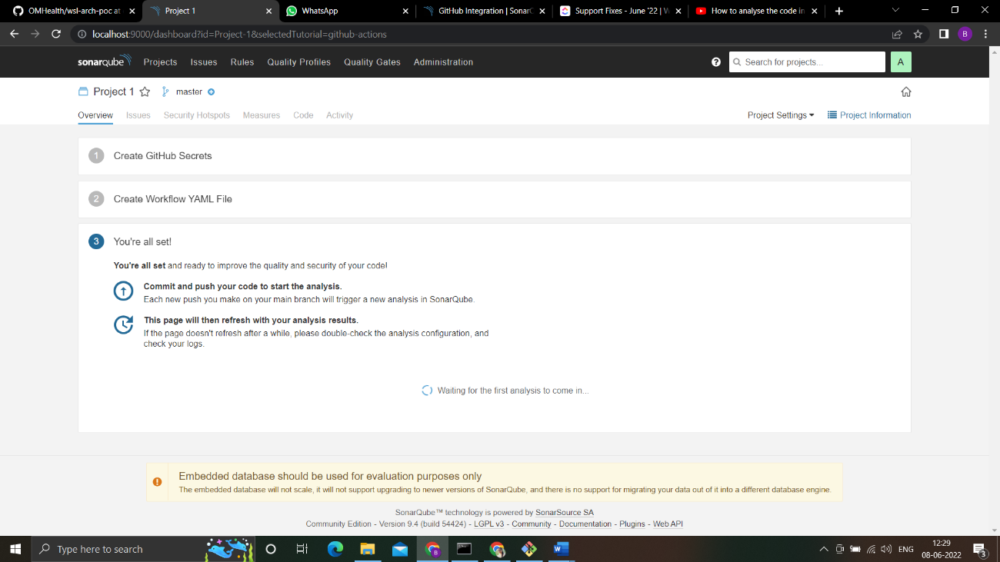 OMHealth/wsl-arch-poc at
Project 1
WhatsApp
GitHub Integration | Sonar
Support Fixes - June '22 | W
How to analyse the code in
localhost:9000/dashboard?id=Project-1&selectedTutorial=github-actions
B
sonarqube
Projects
Issues
Rules
Quality Profiles
Quality Gates
Administration
?
Search for projects...
A
Project 1
master
Overview
Issues
Security Hotspots
Measures
Code
Activity
Project Settings
Project Information
1
Create GitHub Secrets
2
Create Workflow YAML File
3
You're all set!
You're all set and ready to improve the quality and security of your code!
Commit and push your code to start the analysis.
Each new push you make on your main branch will trigger a new analysis in SonarQube.
This page will then refresh with your analysis results.
If the page doesn't refresh after a while, please double-check the analysis configuration, and
check your logs.
Waiting for the first analysis to come in...
Embedded database should be used for evaluation purposes only
The embedded database will not scale, it will not support upgrading to newer versions of SonarQube, and there is no support for migrating your data out of it into a different database engine.
SonarQube™ technology is powered by SonarSource SA
Community Edition - Version 9.4 (build 54424) - LGPL v3 - Community - Documentation - Plugins - Web API
Type here to search
ENG
12:29
08-06-2022
3